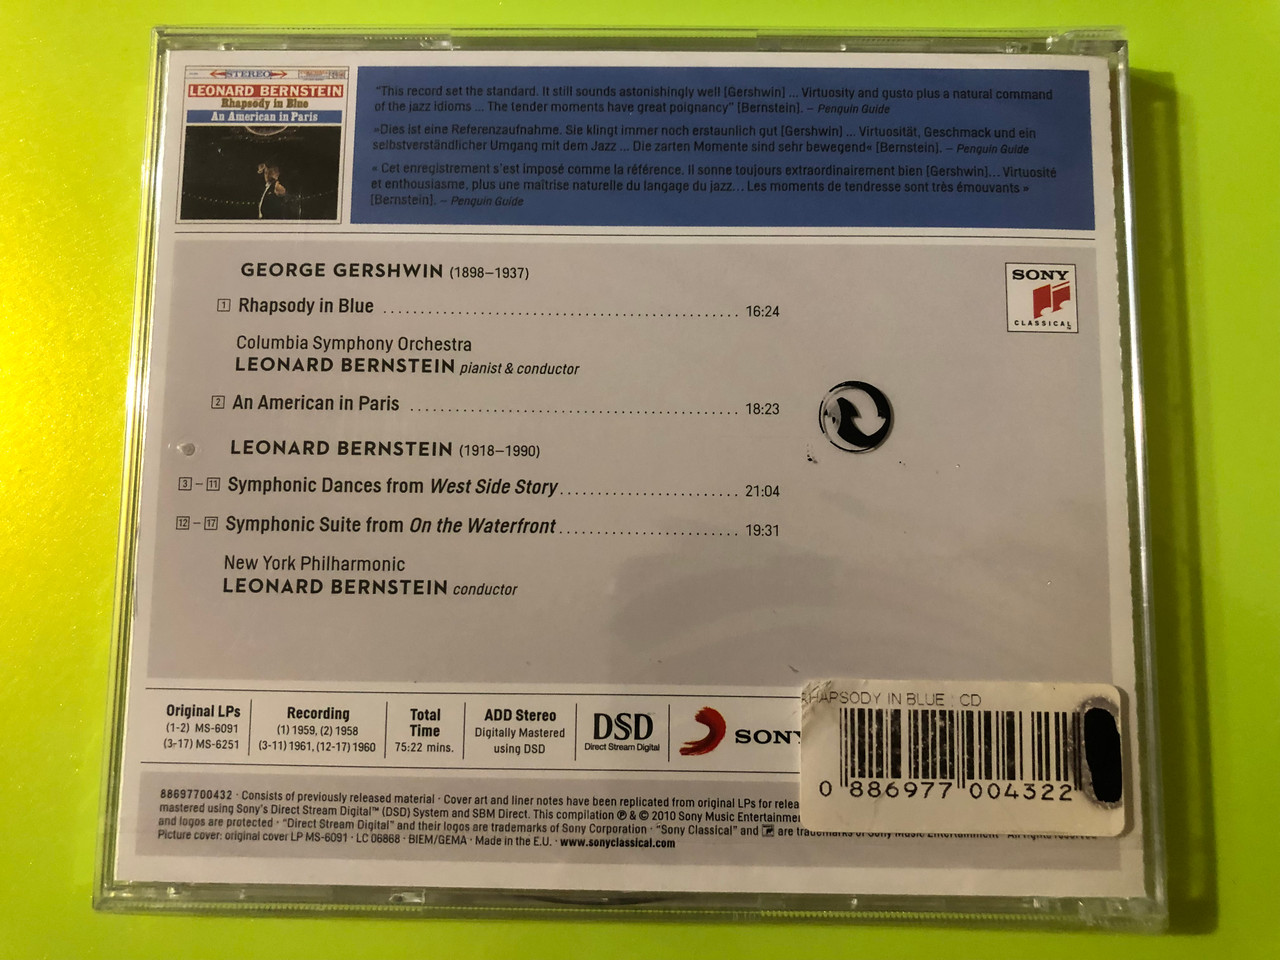 STEREO
LEONARD BERNSTEIN
Rhapsody in Blue
An American in Paris
“This record set the standard. It still sounds astonishingly well [Gershwin] ... Virtuosity and gusto plus a natural command
of the jazz idioms ... The tender moments have great poignancy” [Bernstein]. – Penguin Guide
»Dies ist eine Referenzaufnahme. Sie klingt immer noch erstaunlich gut [Gershwin] ... Virtuosität, Geschmack und ein
selbstverständlicher Umgang mit dem Jazz ... Die zarten Momente sind sehr bewegend« [Bernstein]. – Penguin Guide
« Cet enregistrement s'est imposé comme la référence. Il sonne toujours extraordinairement bien [Gershwin]... Virtuosité
et enthousiasme, plus une maîtrise naturelle du langage du jazz... Les moments de tendresse sont très émouvants »
[Bernstein]. – Penguin Guide
SONY
CLASSICAL
GEORGE GERSHWIN (1898–1937)
1 Rhapsody in Blue 16:24
Columbia Symphony Orchestra
LEONARD BERNSTEIN pianist & conductor
2 An American in Paris 18:23
LEONARD BERNSTEIN (1918–1990)
3 – 11 Symphonic Dances from West Side Story 21:04
12 – 17 Symphonic Suite from On the Waterfront 19:31
New York Philharmonic
LEONARD BERNSTEIN conductor
Original LPs
(1-2) MS-6091
(3-17) MS-6251
Recording
(1) 1959, (2) 1958
(3-11) 1961, (12-17) 1960
Total
Time
75:22 mins.
ADD Stereo
Digitally Mastered
using DSD
DSD
Direct Stream Digital
SONY
RHAPSODY IN BLUE : CD
0 886977 004322
88697700432 · Consists of previously released material · Cover art and liner notes have been replicated from original LPs for
mastered using Sony's Direct Stream Digital™ (DSD) System and SBM Direct. This compilation ℗ & © 2010 Sony Music Entertainment
and logos are protected · “Direct Stream Digital” and their logos are trademarks of Sony Corporation · “Sony Classical” and are trademarks of Sony Music Entertainment · All rights reserved
Picture cover: original cover LP MS-6091 · LC 06868 · BIEM/GEMA · Made in the E.U. · www.sonyclassical.com